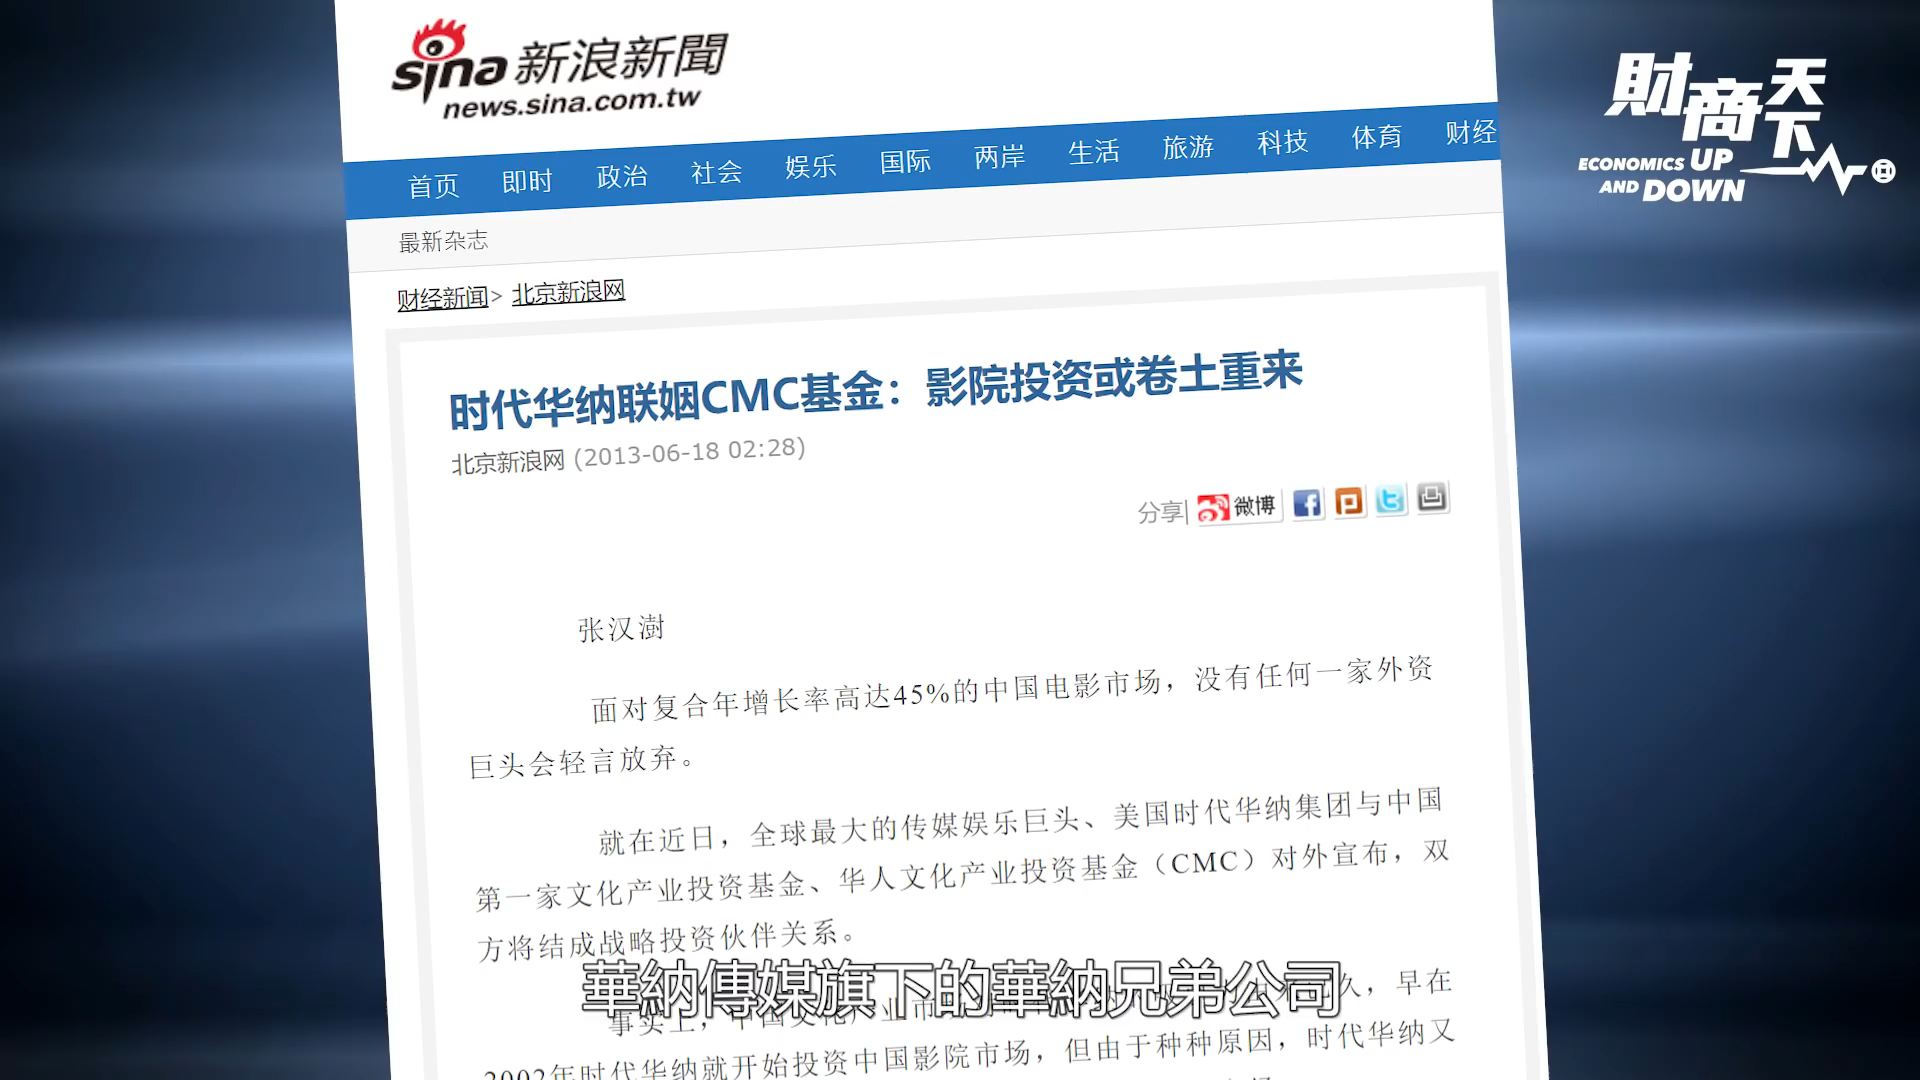 sina 新浪新聞
news.sina.com.tw
財商天下
ECONOMICS UP
AND DOWN
首页 即时 政治 社会 娱乐 国际 两岸 生活 旅游 科技 体育 财经
最新杂志
财经新闻> 北京新浪网
时代华纳联姻CMC基金：影院投资或卷土重来
北京新浪网 (2013-06-18 02:28)
分享| 微博
张汉澍
面对复合年增长率高达45%的中国电影市场，没有任何一家外资
巨头会轻言放弃。
就在近日，全球最大的传媒娱乐巨头、美国时代华纳集团与中国
第一家文化产业投资基金、华人文化产业投资基金（CMC）对外宣布，双
方将结成战略投资伙伴关系。
華納傳媒旗下的華納兄弟公司
事实上，中国文化产业市 久，早在
2002年时代华纳就开始投资中国影院市场，但由于种种原因，时代华纳又